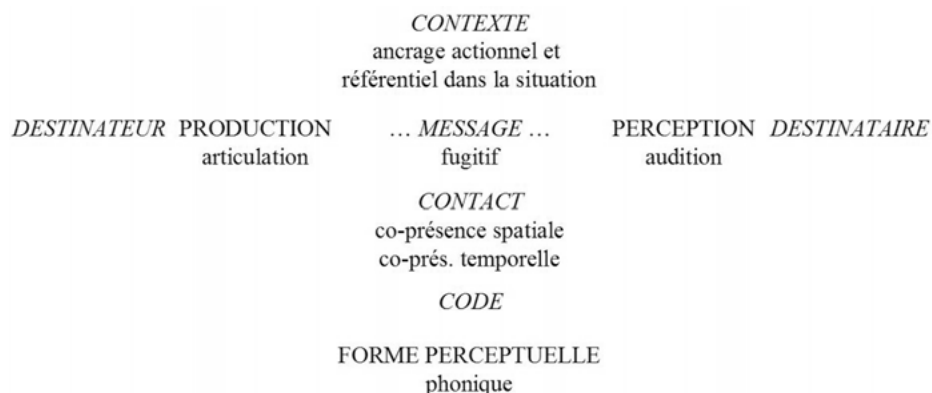 CONTEXTE
ancrage actionnel et
référentiel dans la situation
DESTINATEUR PRODUCTION … MESSAGE … PERCEPTION DESTINATAIRE
articulation fugitif audition
CONTACT
co-présence spatiale
co-prés. temporelle
CODE
FORME PERCEPTUELLE
phonique